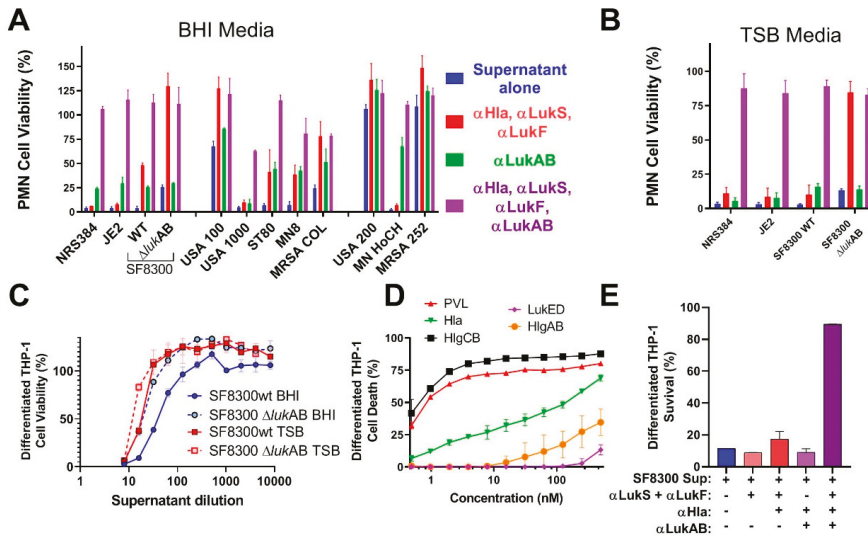 A
BHI Media
PMN Cell Viability (%)
150
125
100
75
50
25
0
NRS384
JE2
WT
ΔlukAB
SF8300
USA 100
USA 1000
ST80
MN8
MRSA COL
USA 200
MN HoCH
MRSA 252
Supernatant
alone
αHla, αLukS,
αLukF
αLukAB
αHla, αLukS,
αLukF,
αLukAB
B
TSB Media
PMN Cell Viability (%)
150
125
100
75
50
25
0
NRS384
JE2
SF8300 WT
SF8300
ΔlukAB
C
Differentiated THP-1
Cell Viability (%)
100
50
0
1
10
100
1000
10000
Supernatant dilution
SF8300wt BHI
SF8300 ΔlukAB BHI
SF8300wt TSB
SF8300 ΔlukAB TSB
D
PVL
Hla
HlgCB
LukED
HlgAB
Differentiated THP-1
Cell Death (%)
100
75
50
25
0
1
10
100
Concentration (nM)
E
Differentiated THP-1
Suvival (%)
100
80
60
40
20
0
SF8300 Sup: + + + + +
αLukS + αLukF: - + + - +
αHla: - - + + +
αLukAB: - - - + +